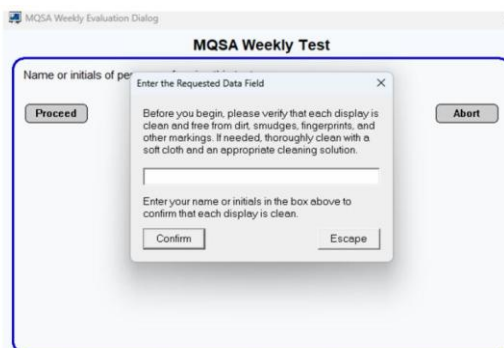 MQSA Weekly Evaluation Dialog
MQSA Weekly Test
Name or initials of
Enter the Requested Data Field
Proceed
Abort
Before you begin, please verify that each display is
clean and free from dirt, smudges, fingerprints, and
other markings. If needed, thoroughly clean with a
soft cloth and an appropriate cleaning solution.
Enter your name or initials in the box above to
confirm that each display is clean.
Confirm
Escape